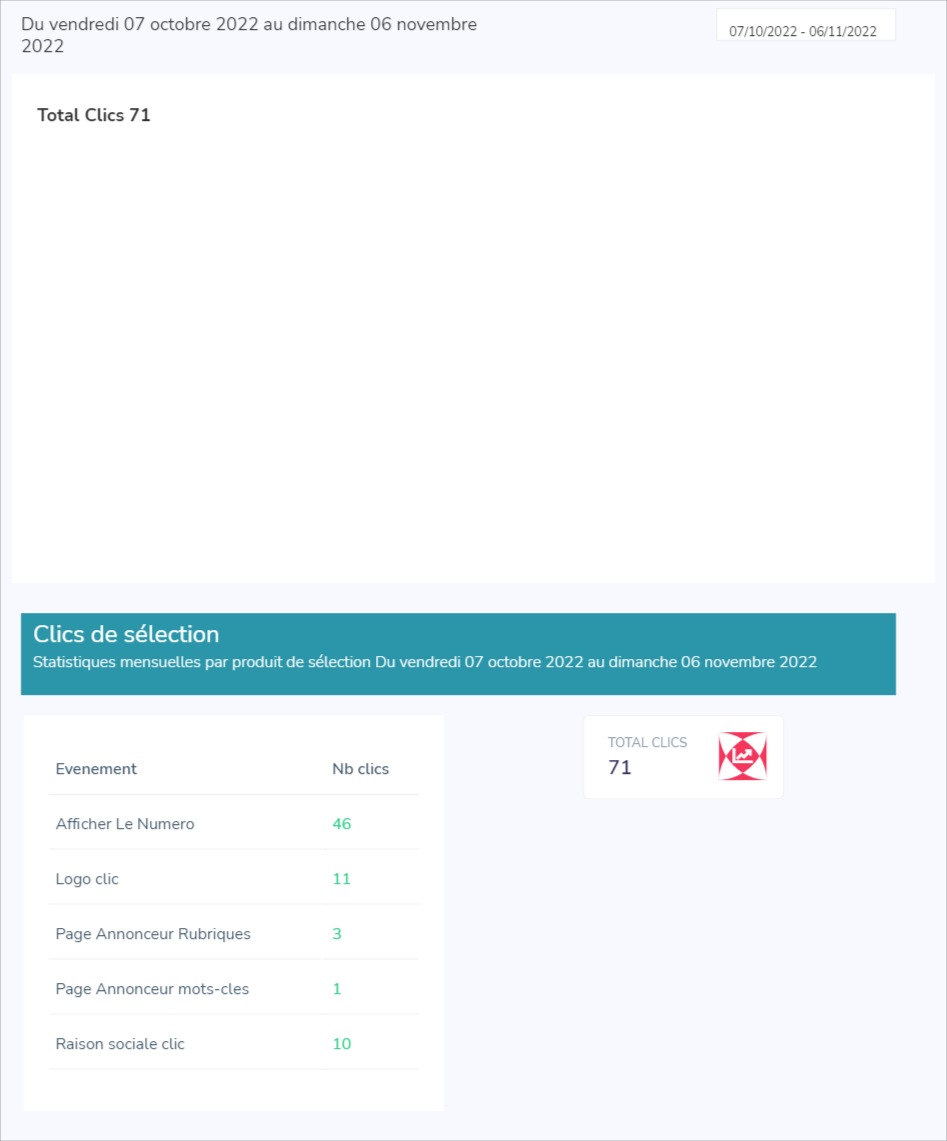 Du vendredi 07 octobre 2022 au dimanche 06 novembre
2022
07/10/2022 - 06/11/2022
Total Clics 71
Clics de sélection
Statistiques mensuelles par produit de sélection Du vendredi 07 octobre 2022 au dimanche 06 novembre 2022
TOTAL CLICS
71
Evenement Nb clics
Afficher Le Numero 46
Logo clic 11
Page Annonceur Rubriques 3
Page Annonceur mots-cles 1
Raison sociale clic 10